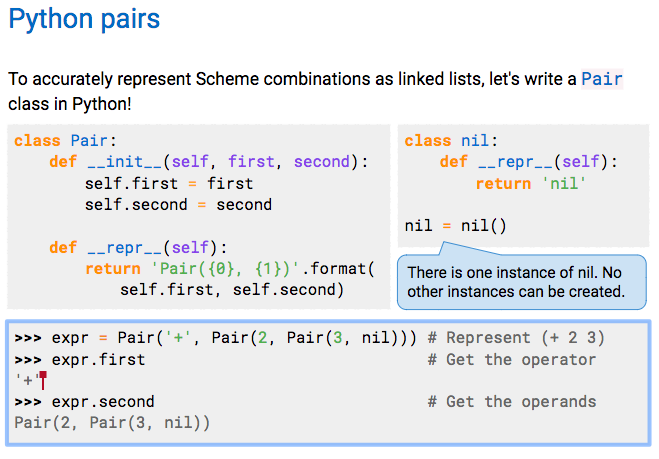 Python pairs
To accurately represent Scheme combinations as linked lists, let's write a Pair
class in Python!
class Pair:
    def __init__(self, first, second):
        self.first = first
        self.second = second

    def __repr__(self):
        return 'Pair({0}, {1})'.format(
            self.first, self.second)
class nil:
    def __repr__(self):
        return 'nil'

nil = nil()
There is one instance of nil. No
other instances can be created.
>>> expr = Pair('+', Pair(2, Pair(3, nil))) # Represent (+ 2 3)
>>> expr.first                              # Get the operator
'+'
>>> expr.second                             # Get the operands
Pair(2, Pair(3, nil))